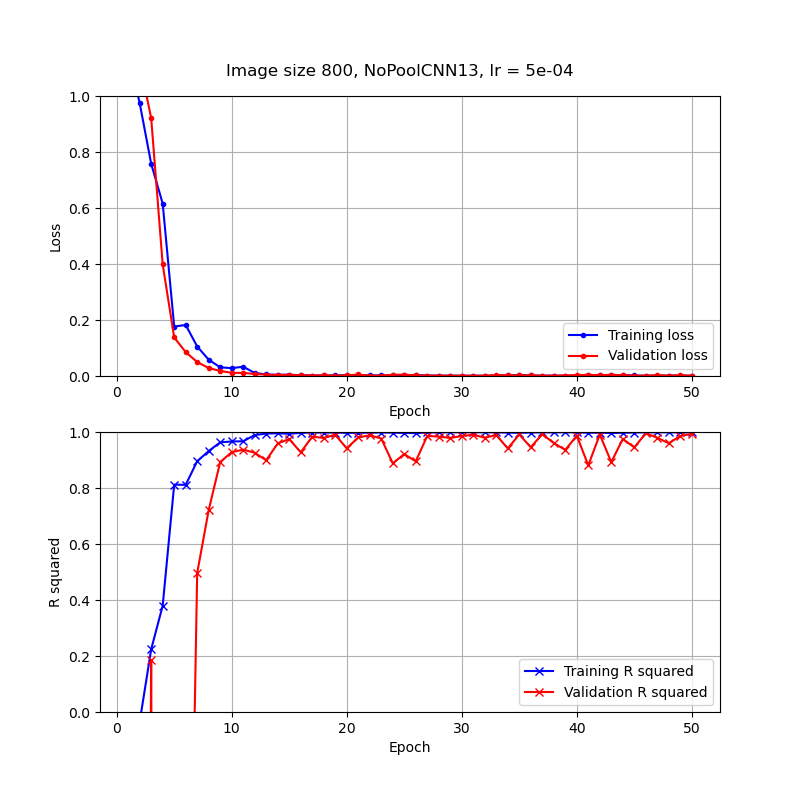 Image size 800, NoPoolCNN13, lr = 5e-04
1.0
0.8
0.6
0.4
0.2
0.0
Loss
Training loss
Validation loss
0 10 20 30 40 50
Epoch
1.0
0.8
0.6
0.4
0.2
0.0
R squared
Training R squared
Validation R squared
0 10 20 30 40 50
Epoch